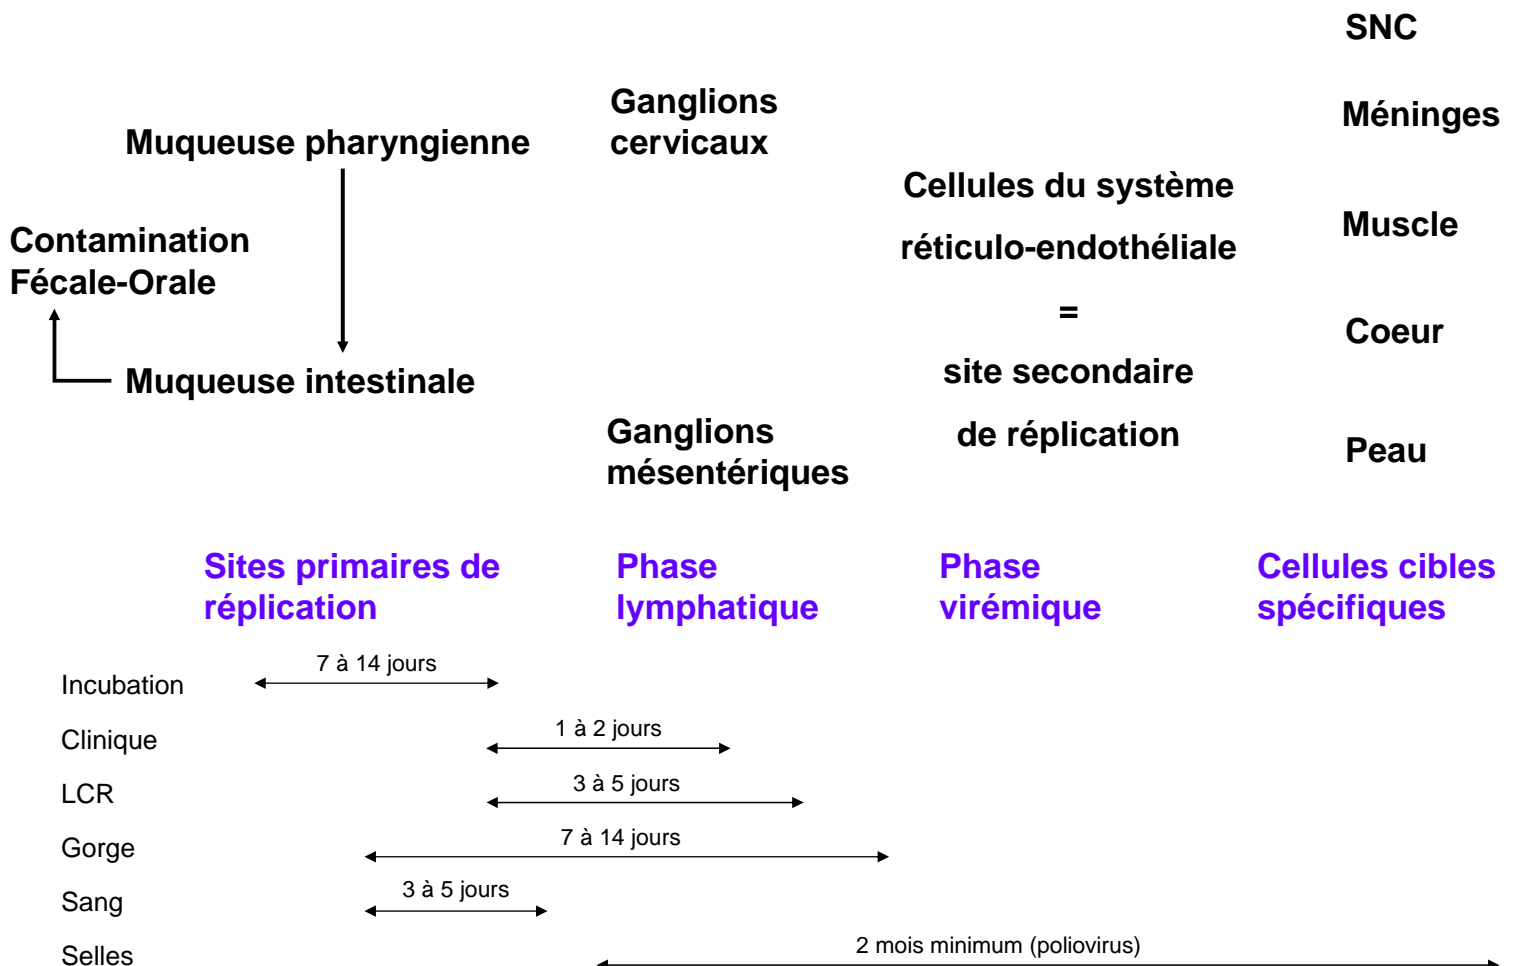 SNC
Ganglions
cervicaux
Méninges
Muqueuse pharyngienne
Cellules du système
réticulo-endothéliale
=
site secondaire
de réplication
Muscle
Contamination
Fécale-Orale
Coeur
Muqueuse intestinale
Ganglions
mésentériques
Peau
Sites primaires de
réplication
Phase
lymphatique
Phase
virémique
Cellules cibles
spécifiques
Incubation
7 à 14 jours
Clinique
1 à 2 jours
LCR
3 à 5 jours
Gorge
7 à 14 jours
Sang
3 à 5 jours
Selles
2 mois minimum (poliovirus)